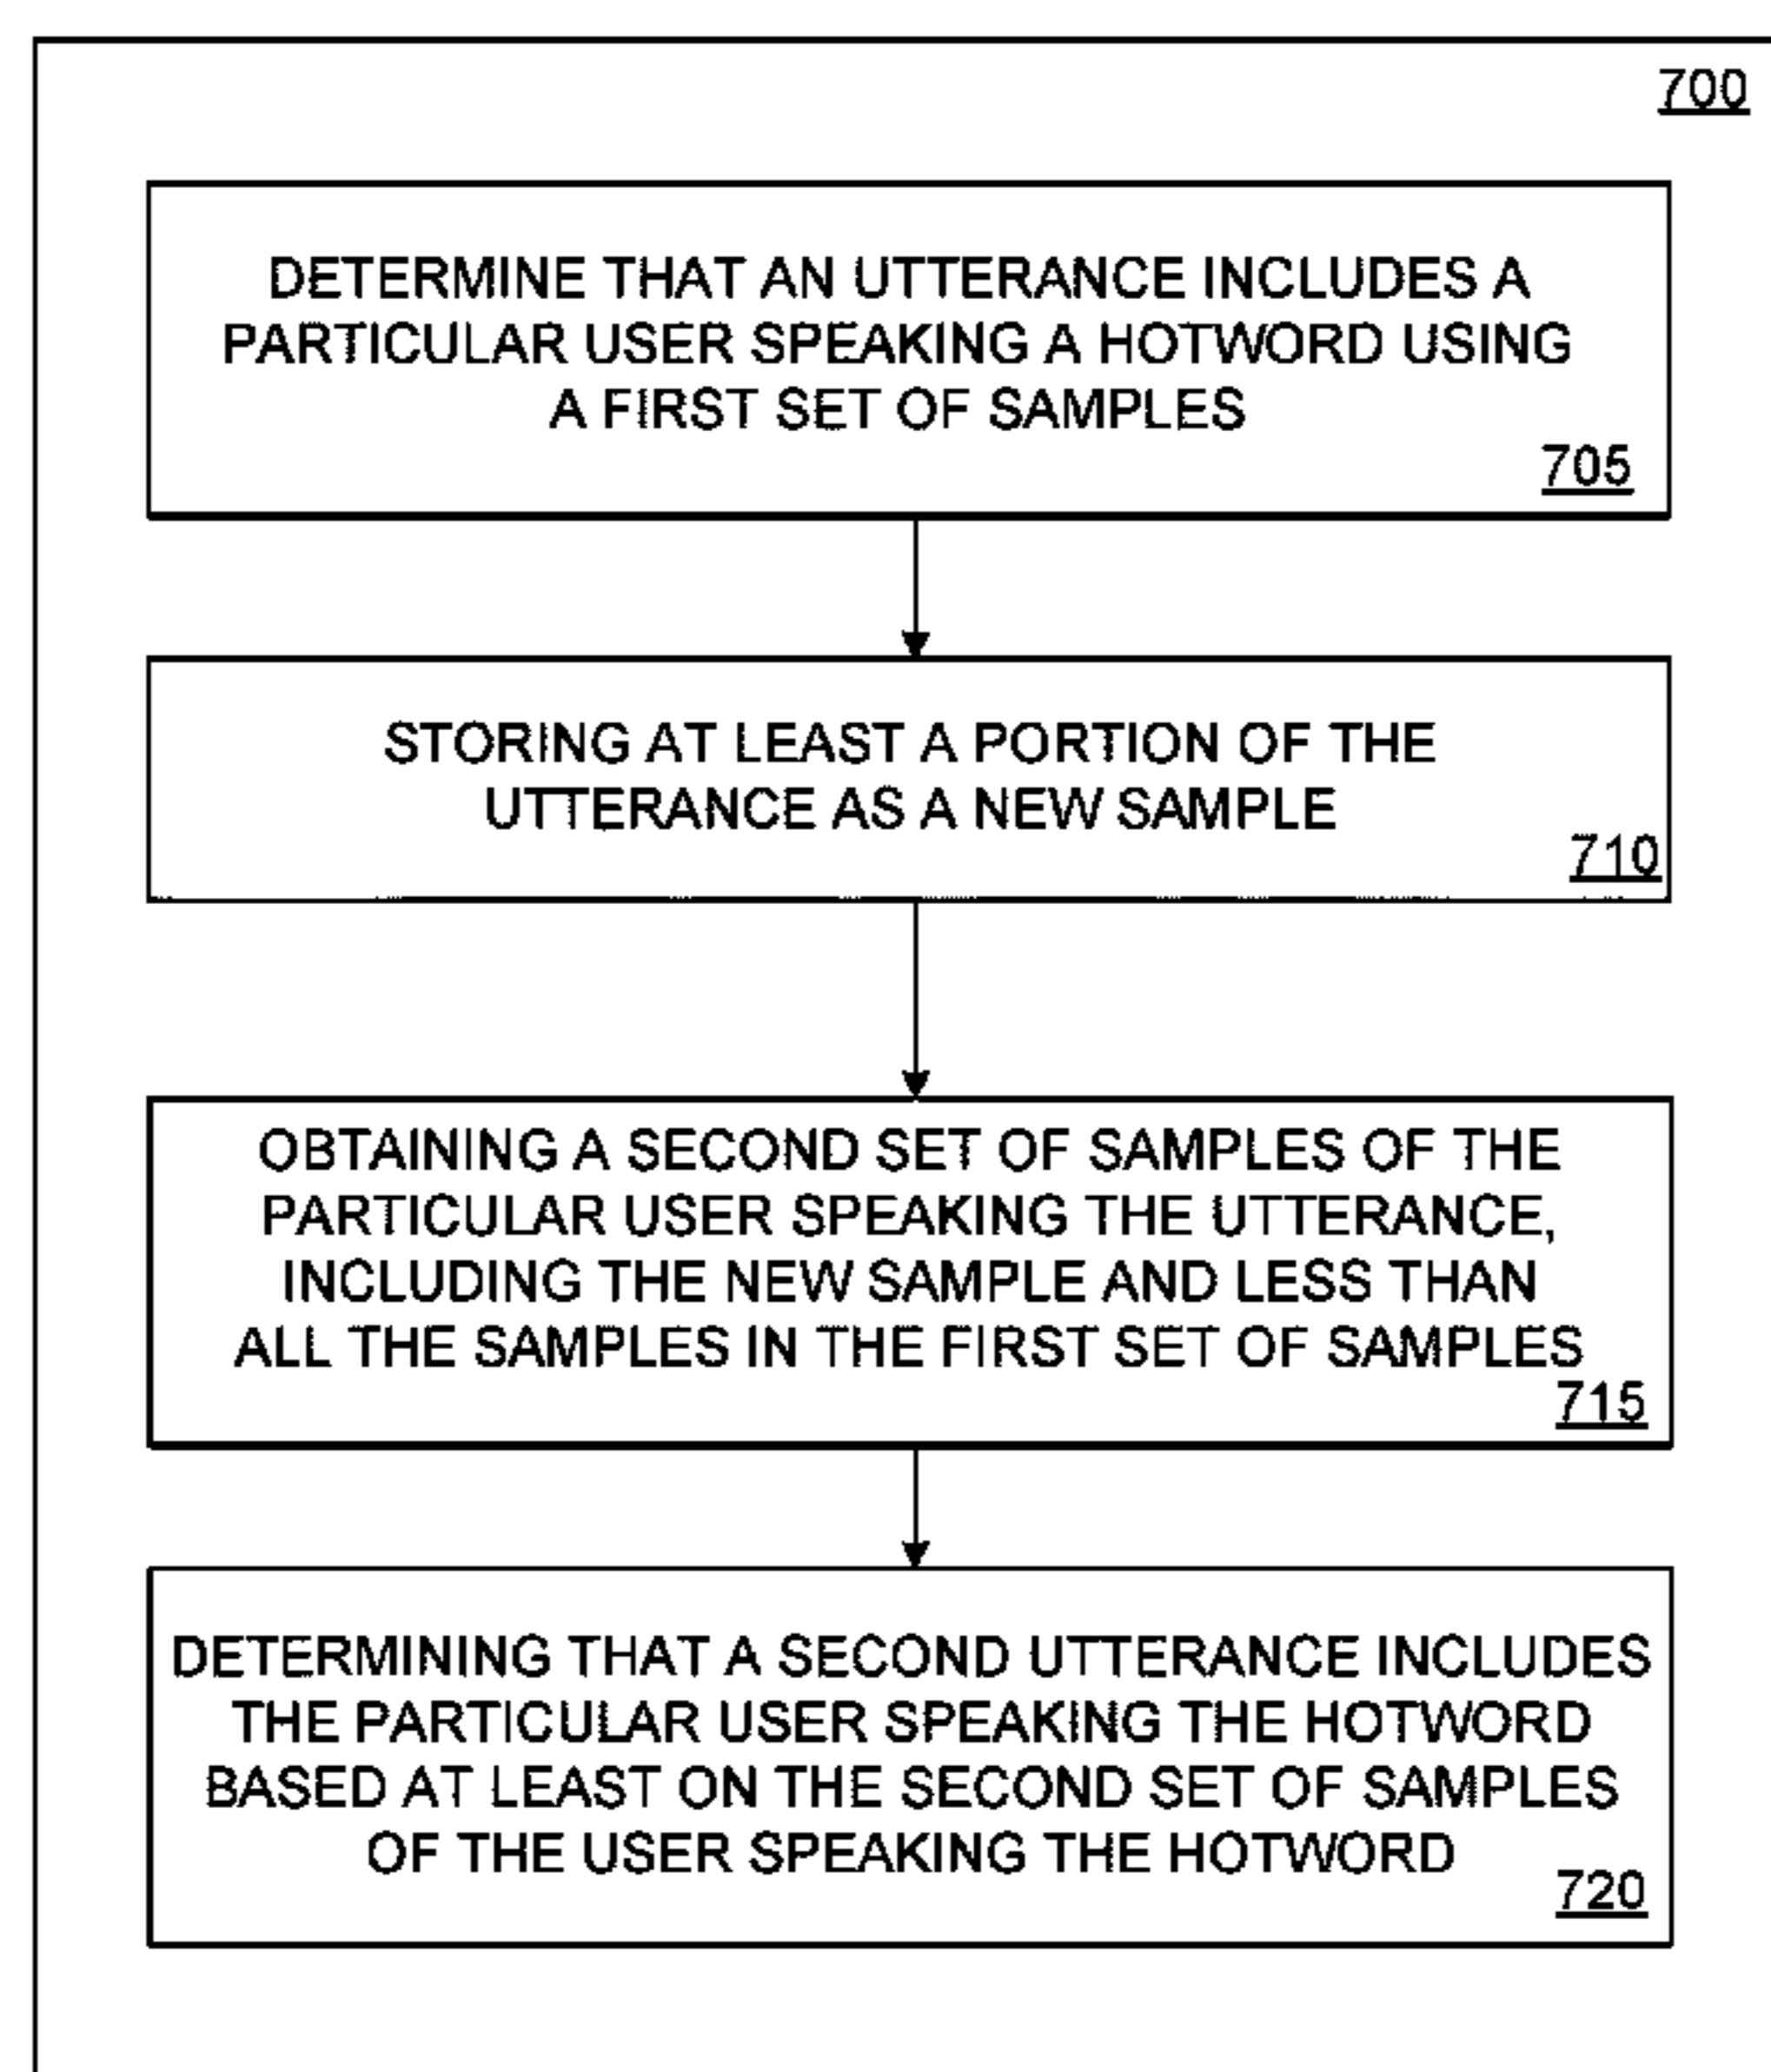 700
DETERMINE THAT AN UTTERANCE INCLUDES A
PARTICULAR USER SPEAKING A HOTWORD USING
A FIRST SET OF SAMPLES
705
STORING AT LEAST A PORTION OF THE
UTTERANCE AS A NEW SAMPLE
710
OBTAINING A SECOND SET OF SAMPLES OF THE
PARTICULAR USER SPEAKING THE UTTERANCE,
INCLUDING THE NEW SAMPLE AND LESS THAN
ALL THE SAMPLES IN THE FIRST SET OF SAMPLES
715
DETERMINING THAT A SECOND UTTERANCE INCLUDES
THE PARTICULAR USER SPEAKING THE HOTWORD
BASED AT LEAST ON THE SECOND SET OF SAMPLES
OF THE USER SPEAKING THE HOTWORD
720